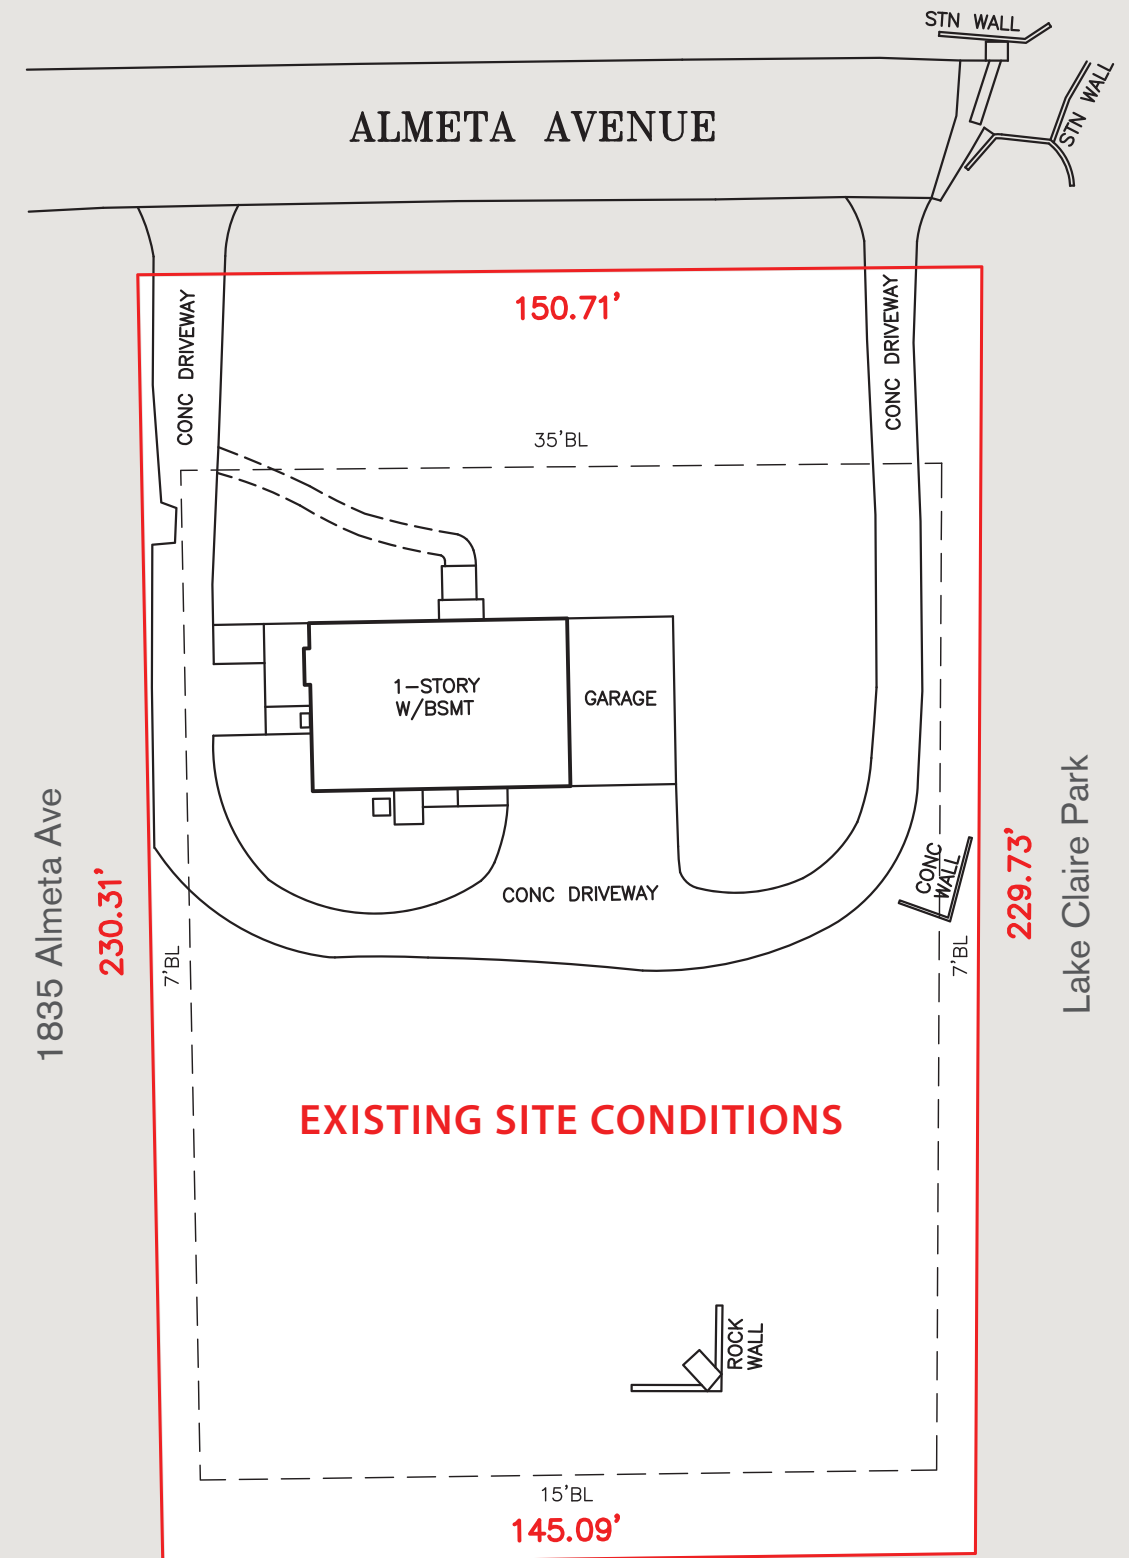 STN WALL
STN WALL
ALMETA AVENUE
150.71'
CONC DRIVEWAY
CONC DRIVEWAY
35'BL
1-STORY
W/BSMT
GARAGE
1835 Almeta Ave
230.31'
7'BL
CONC DRIVEWAY
CONC
WALL
7'BL
229.73'
Lake Claire Park
EXISTING SITE CONDITIONS
ROCK
WALL
15'BL
145.09'